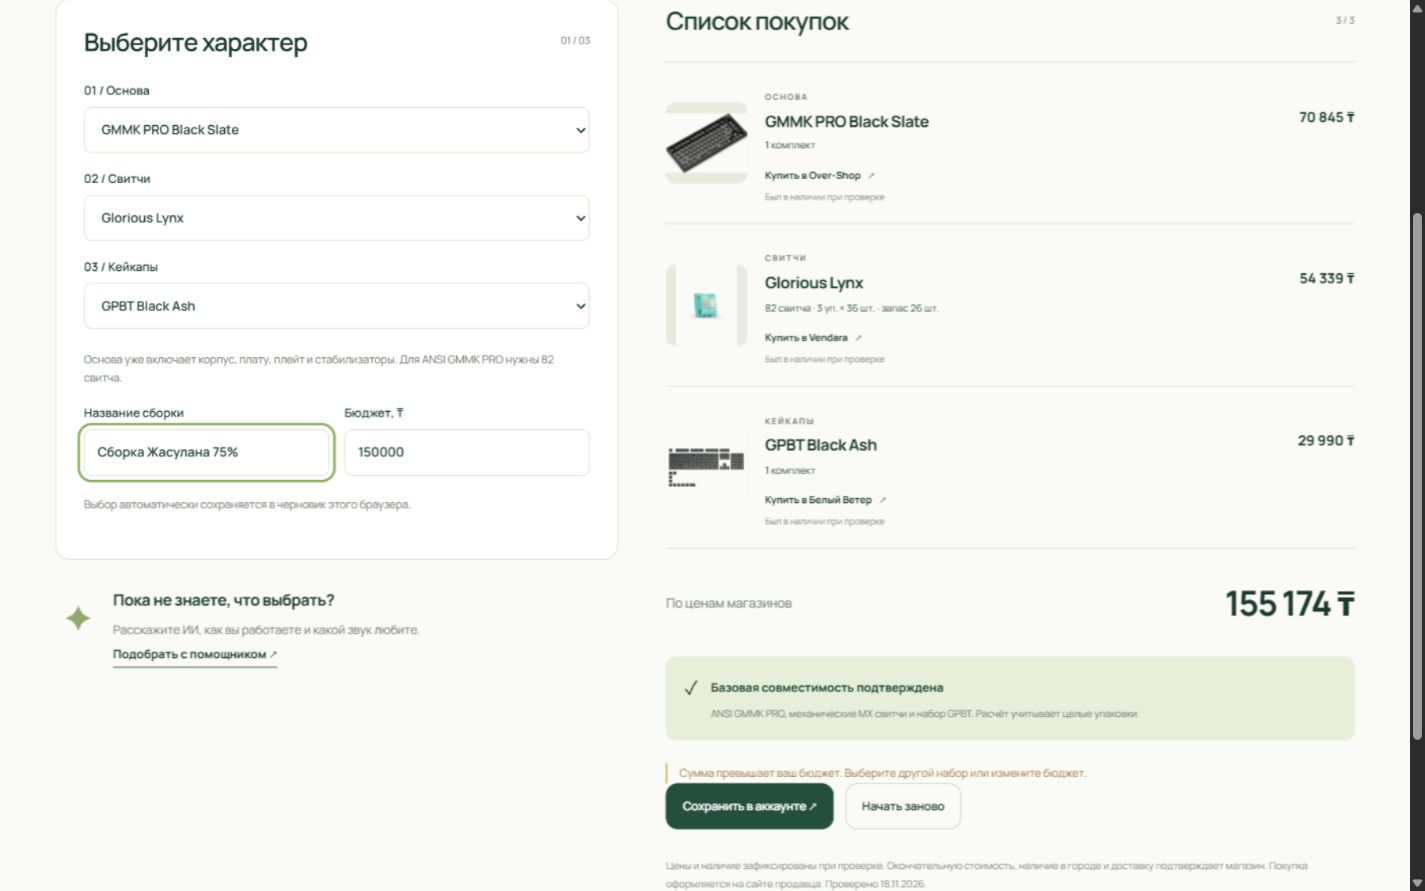 Выберите характер
01 / 03
01 / Основа
GMMK PRO Black Slate
02 / Свитчи
Glorious Lynx
03 / Кейкапы
GPBT Black Ash
Основа уже включает корпус, плату, плейт и стабилизаторы. Для ANSI GMMK PRO нужны 82
свитча.
Название сборки
Бюджет, ₸
Сборка Жасулана 75%
150000
Выбор автоматически сохраняется в черновик этого браузера.
Пока не знаете, что выбрать?
Расскажите ИИ, как вы работаете и какой звук любите.
Подобрать с помощником ↗
Список покупок
3 / 3
ОСНОВА
GMMK PRO Black Slate
70 845 ₸
1 комплект
Купить в Over-Shop ↗
Был в наличии при проверке
СВИТЧИ
Glorious Lynx
54 339 ₸
82 свитча · 3 уп. × 36 шт. · запас 26 шт.
Купить в Vendara ↗
Был в наличии при проверке
КЕЙКАПЫ
GPBT Black Ash
29 990 ₸
1 комплект
Купить в Белый Ветер ↗
Был в наличии при проверке
По ценам магазинов
155 174 ₸
Базовая совместимость подтверждена
ANSI GMMK PRO, механические MX свитчи и набор GPBT. Расчёт учитывает целые упаковки.
Сумма превышает ваш бюджет. Выберите другой набор или измените бюджет.
Сохранить в аккаунте ↗
Начать заново
Цены и наличие зафиксированы при проверке. Окончательную стоимость, наличие в городе и доставку подтверждает магазин. Покупка
оформляется на сайте продавца. Проверено 18.11.2026.